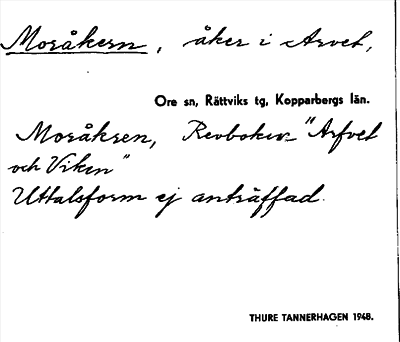 Moråkern, åker i Arvet,
Ore sn, Rättviks tg, Kopparbergs län.
Moråkren, Revboken "Arfvet
och Viken"
Uttalsform ej anträffad.
THURE TANNERHAGEN 1948.